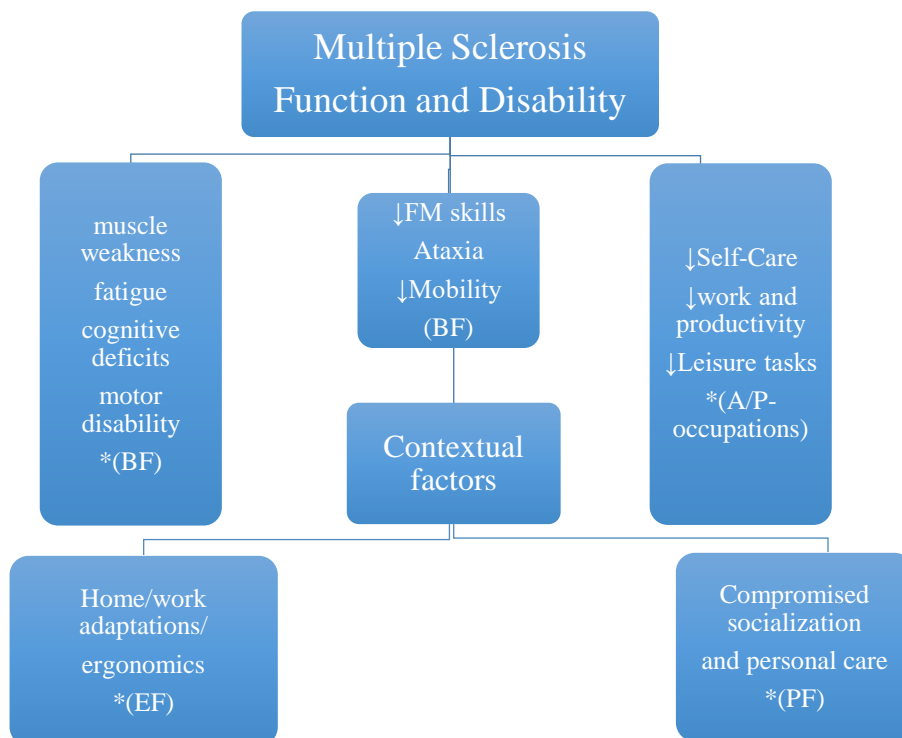 Multiple Sclerosis
Function and Disability
muscle
weakness
fatigue
cognitive
deficits
motor
disability
*(BF)
↓FM skills
Ataxia
↓Mobility
(BF)
↓Self-Care
↓work and
productivity
↓Leisure tasks
*(A/P-
occupations)
Contextual
factors
Home/work
adaptations/
ergonomics
*(EF)
Compromised
socialization
and personal care
*(PF)